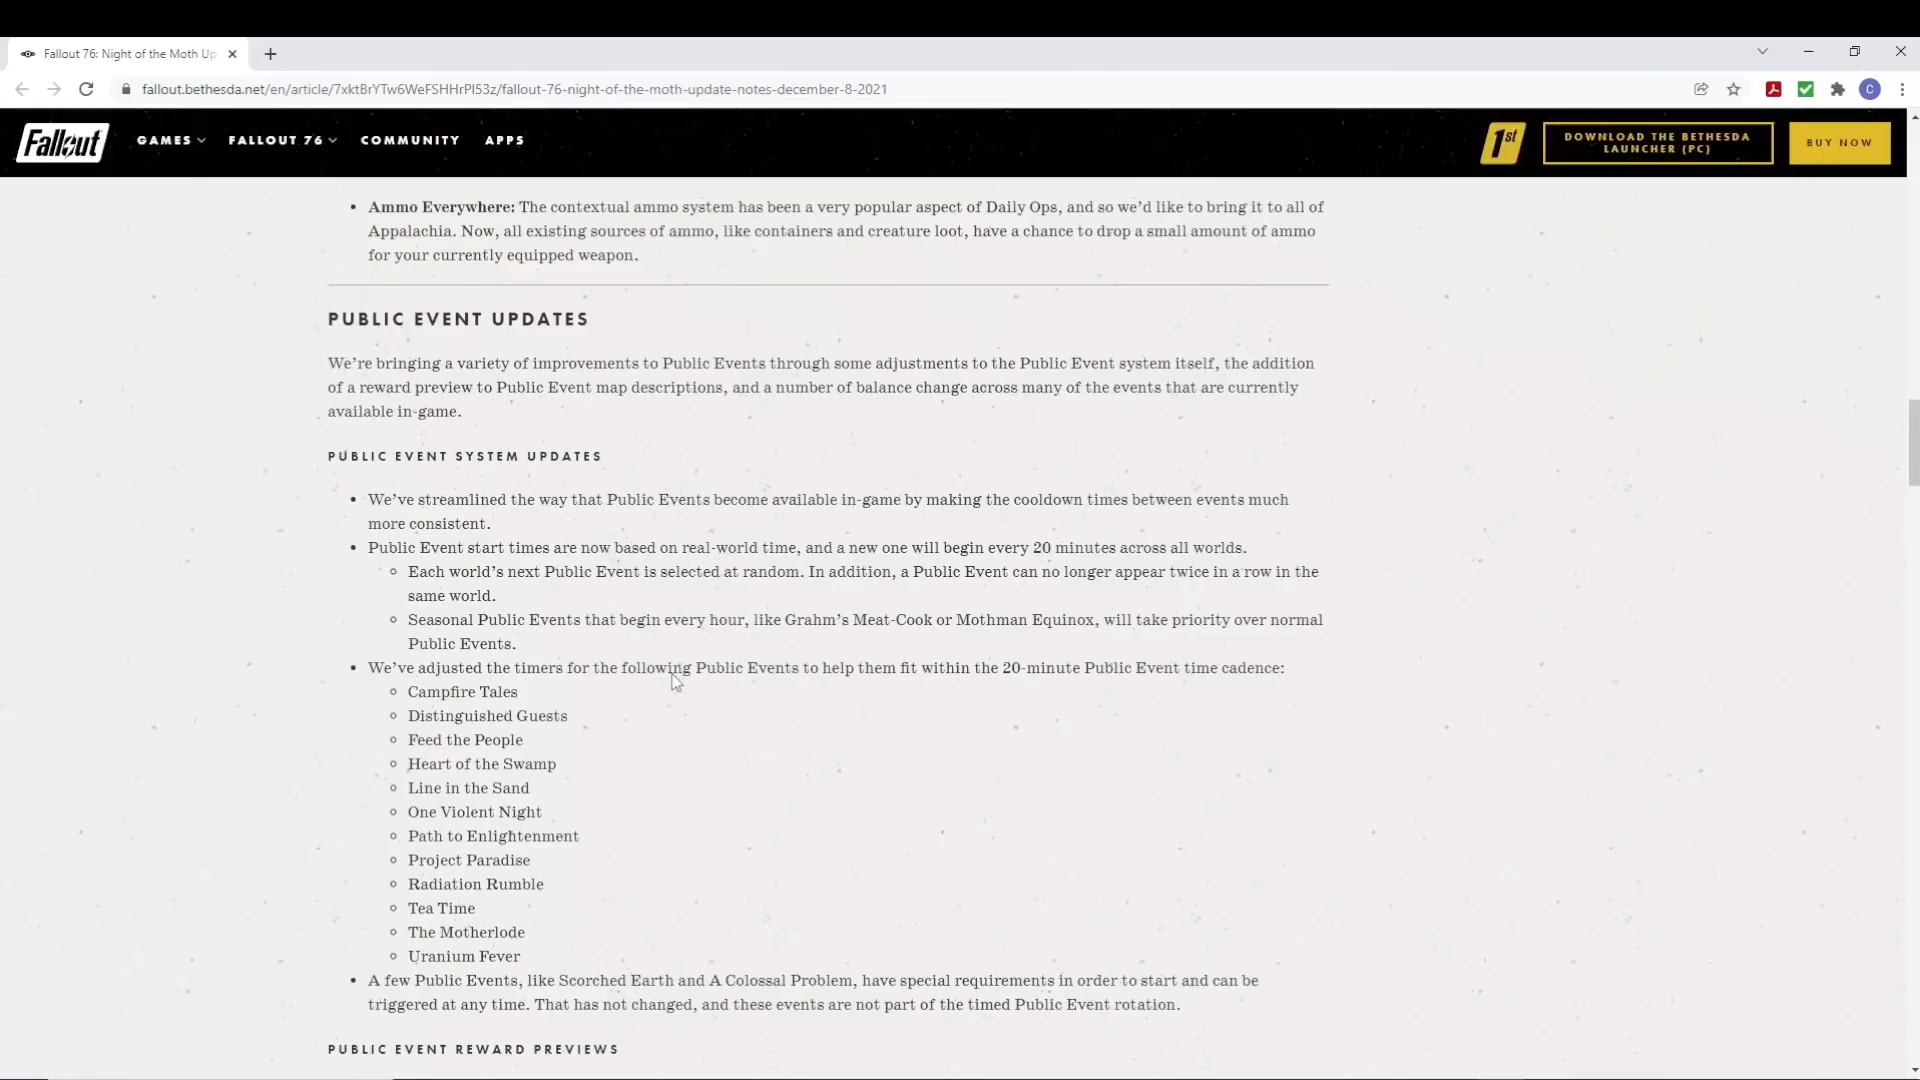 Fallout 76: Night of the Moth Up
fallout.bethesda.net/en/article/7xktBrYTw6WeFSHHrPl53z/fallout-76-night-of-the-moth-update-notes-december-8-2021
C
Fallout
GAMES
FALLOUT 76
COMMUNITY
APPS
1st
DOWNLOAD THE BETHESDA
LAUNCHER (PC)
BUY NOW
• Ammo Everywhere: The contextual ammo system has been a very popular aspect of Daily Ops, and so we'd like to bring it to all of
Appalachia. Now, all existing sources of ammo, like containers and creature loot, have a chance to drop a small amount of ammo
for your currently equipped weapon.
PUBLIC EVENT UPDATES
We're bringing a variety of improvements to Public Events through some adjustments to the Public Event system itself, the addition
of a reward preview to Public Event map descriptions, and a number of balance change across many of the events that are currently
available in-game.
PUBLIC EVENT SYSTEM UPDATES
• We've streamlined the way that Public Events become available in-game by making the cooldown times between events much
more consistent.
• Public Event start times are now based on real-world time, and a new one will begin every 20 minutes across all worlds.
◦ Each world's next Public Event is selected at random. In addition, a Public Event can no longer appear twice in a row in the
same world.
◦ Seasonal Public Events that begin every hour, like Grahm's Meat-Cook or Mothman Equinox, will take priority over normal
Public Events.
• We've adjusted the timers for the following Public Events to help them fit within the 20-minute Public Event time cadence:
◦ Campfire Tales
◦ Distinguished Guests
◦ Feed the People
◦ Heart of the Swamp
◦ Line in the Sand
◦ One Violent Night
◦ Path to Enlightenment
◦ Project Paradise
◦ Radiation Rumble
◦ Tea Time
◦ The Motherlode
◦ Uranium Fever
• A few Public Events, like Scorched Earth and A Colossal Problem, have special requirements in order to start and can be
triggered at any time. That has not changed, and these events are not part of the timed Public Event rotation.
PUBLIC EVENT REWARD PREVIEWS